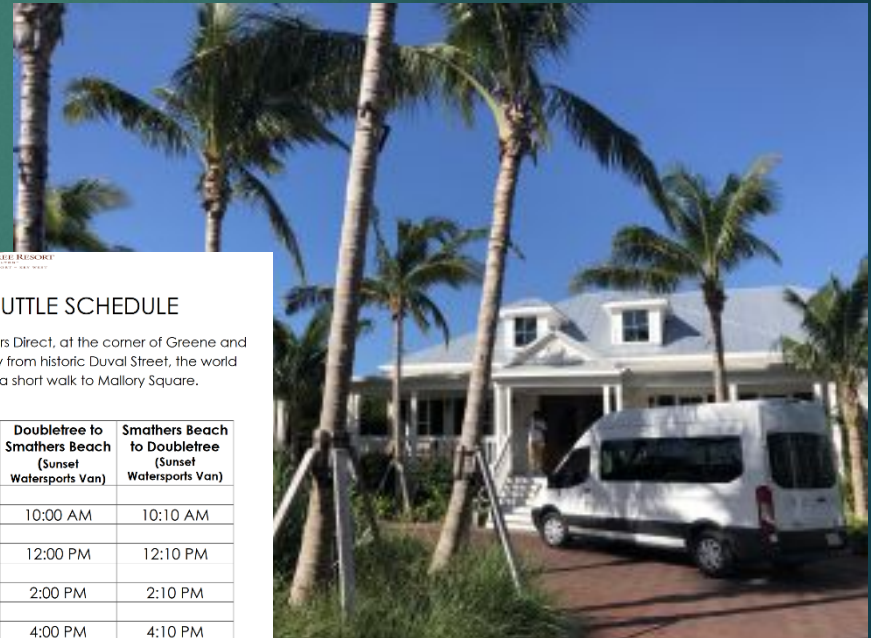 EE RESORT
UTTLE SCHEDULE
rs Direct, at the corner of Greene and
y from historic Duval Street, the world
a short walk to Mallory Square.
Doubletree to Smathers Beach
Smathers Beach to Doubletree
(Sunset Watersports Van)
(Sunset Watersports Van)
10:00 AM 10:10 AM
12:00 PM 12:10 PM
2:00 PM 2:10 PM
4:00 PM 4:10 PM